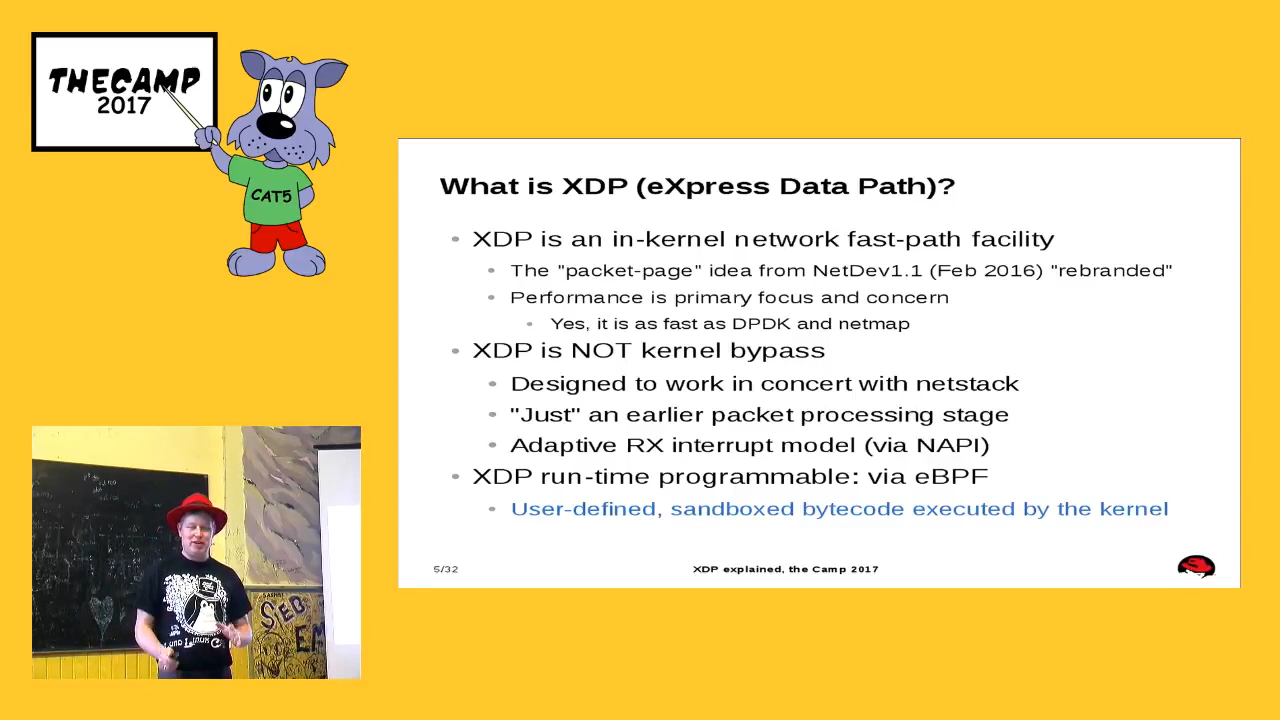 THECAMP
2017
CAT5
What is XDP (eXpress Data Path)?
XDP is an in-kernel network fast-path facility
The "packet-page" idea from NetDev1.1 (Feb 2016) "rebranded"
Performance is primary focus and concern
Yes, it is as fast as DPDK and netmap
XDP is NOT kernel bypass
Designed to work in concert with netstack
"Just" an earlier packet processing stage
Adaptive RX interrupt model (via NAPI)
XDP run-time programmable: via eBPF
User-defined, sandboxed bytecode executed by the kernel
5/32
XDP explained, the Camp 2017
SEB